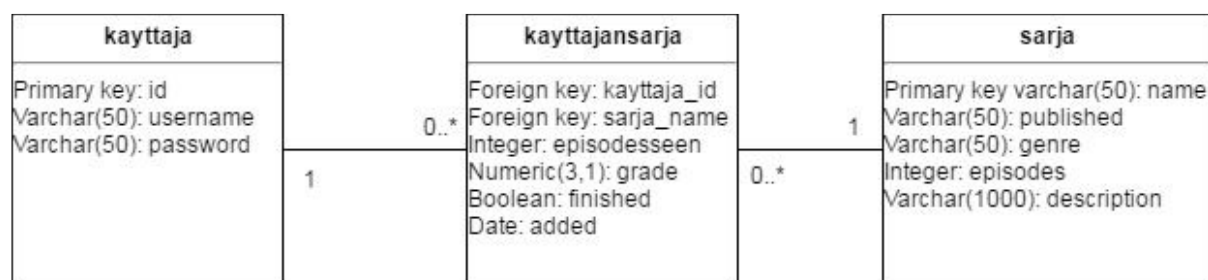 kayttaja
Primary key: id
Varchar(50): username
Varchar(50): password
1
0..*
kayttajansarja
Foreign key: kayttaja_id
Foreign key: sarja_name
Integer: episodesseen
Numeric(3,1): grade
Boolean: finished
Date: added
0..*
1
sarja
Primary key varchar(50): name
Varchar(50): published
Varchar(50): genre
Integer: episodes
Varchar(1000): description